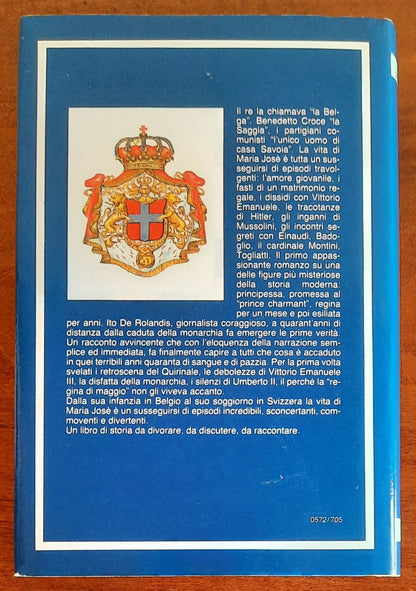 Il re la chiamava "la Bel-
ga". Benedetto Croce "la
Saggia", i partigiani co-
munisti "l'unico uomo di
casa Savoia". La vita di
Maria José è tutta un sus-
seguirsi di episodi travol-
genti: l'amore giovanile, i
fasti di un matrimonio re-
gale, i dissidi con Vittorio
Emanuele, le tracotanze
di Hitler, gli inganni di
Mussolini, gli incontri se-
greti con Einaudi, Bado-
glio, il cardinale Montini,
Togliatti. Il primo appas-
sionante romanzo su una
delle figure più misteriose
della storia moderna:
principessa, promessa al
"prince charmant", regina
per un mese e poi esiliata
per anni. Ito De Rolandis, giornalista coraggioso, a quarant'anni di
distanza dalla caduta della monarchia fa emergere le prime verità.
Un racconto avvincente che con l'eloquenza della narrazione sem-
plice ed immediata, fa finalmente capire a tutti che cosa è accaduto
in quei terribili anni quaranta di sangue e di pazzia. Per la prima volta
svelati i retroscena del Quirinale, le debolezze di Vittorio Emanuele
III, la disfatta della monarchia, i silenzi di Umberto II, il perché la "re-
gina di maggio" non gli viveva accanto.
Dalla sua infanzia in Belgio al suo soggiorno in Svizzera la vita di
Maria José è un susseguirsi di episodi incredibili, sconcertanti, com-
moventi e divertenti.
Un libro di storia da divorare, da discutere, da raccontare.
0572/705